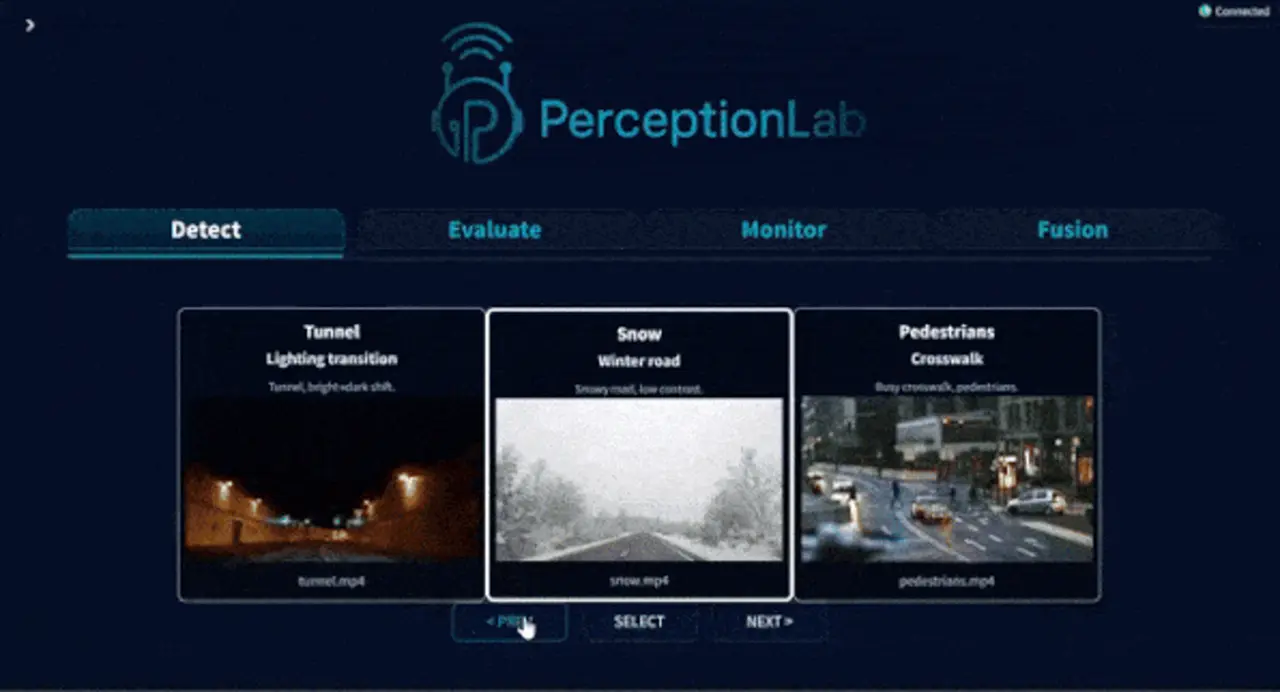 Connected
PerceptionLab
Detect
Evaluate
Monitor
Fusion
Tunnel
Lighting transition
Tunnel, bright→dark shift.
tunnel.mp4
Snow
Winter road
Snowy road, low contrast.
snow.mp4
Pedestrians
Crosswalk
Busy crosswalk, pedestrians.
pedestrians.mp4
SELECT
NEXT >